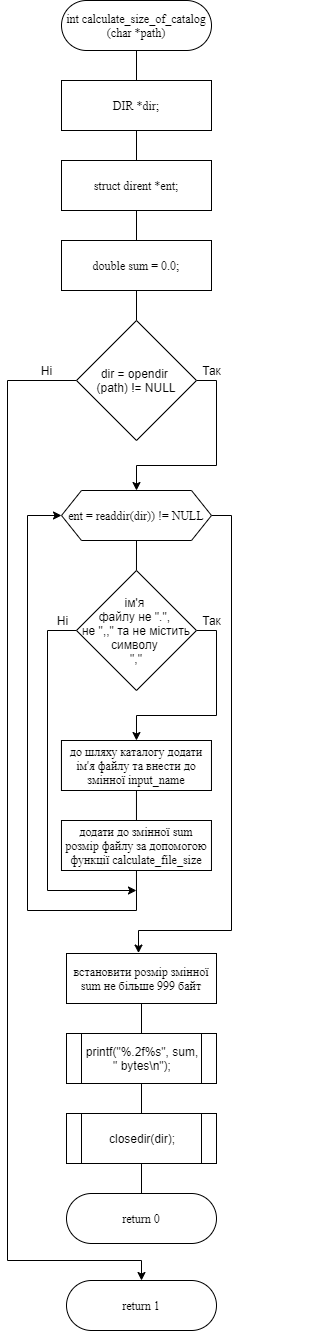 int calculate_size_of_catalog
(char *path)
DIR *dir;
struct dirent *ent;
double sum = 0.0;
Ні
Так
dir = opendir
(path) != NULL
ent = readdir(dir)) != NULL
Ні
Так
ім'я
файлу не ".",
не ",," та не містить
символу
","
до шляху каталогу додати
ім'я файлу та внести до
змінної input_name
додати до змінної sum
розмір файлу за допомогою
функції calculate_file_size
встановити розмір змінної
sum не більше 999 байт
printf("%.2f%s", sum,
" bytes\n");
closedir(dir);
return 0
return 1